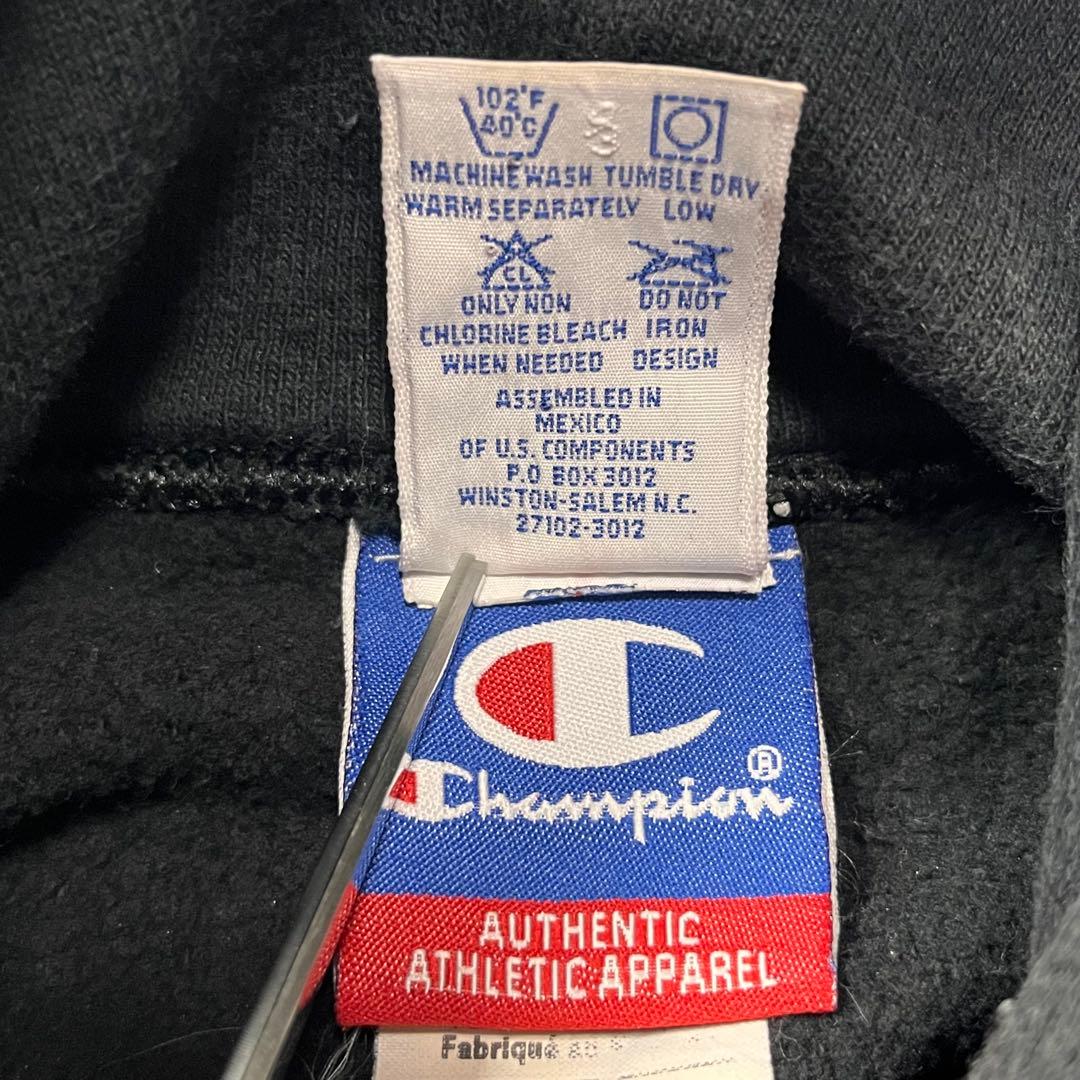 102°F
40°C
MACHINE WASH TUMBLE DRY
WARM SEPARATELY LOW
CL
ONLY NON DO NOT
CHLORINE BLEACH IRON
WHEN NEEDED DESIGN
ASSEMBLED IN
MEXICO
OF U.S. COMPONENTS
P.O BOX 3012
WINSTON-SALEM N.C.
27102-3012
Champion®
AUTHENTIC
ATHLETIC APPAREL
Fabriqué au